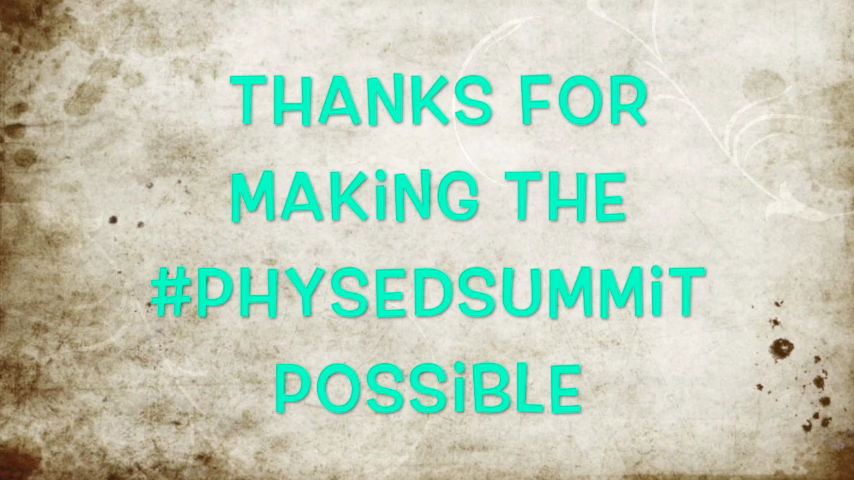 THANKS FOR
MAKiNG THE
#PHYSEDSUMMiT
POSSiBLE